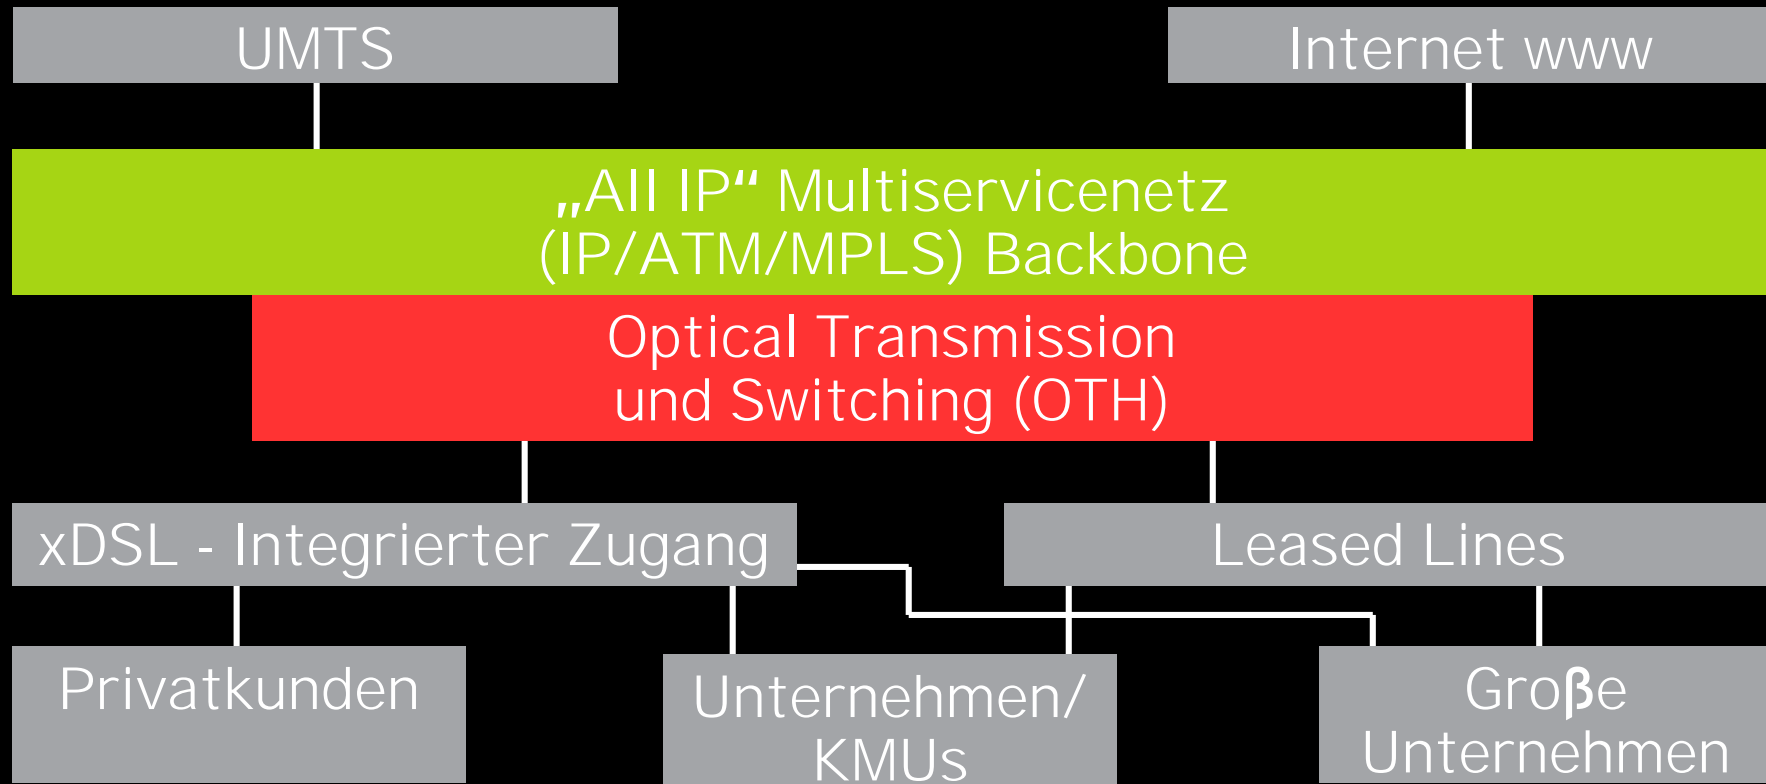 UMTS
Internet www
„All IP“ Multiservicenetz
(IP/ATM/MPLS) Backbone
Optical Transmission
und Switching (OTH)
xDSL - Integrierter Zugang
Leased Lines
Privatkunden
Unternehmen/
KMUs
Große
Unternehmen